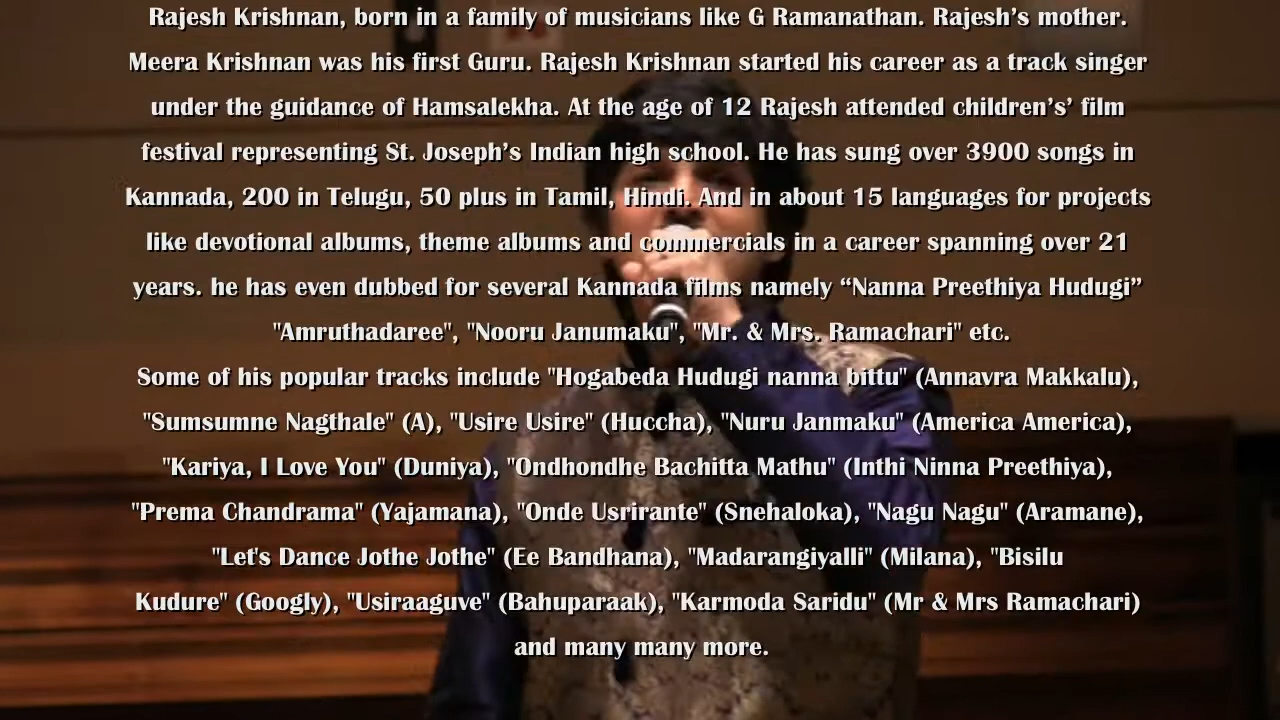 Rajesh Krishnan, born in a family of musicians like G Ramanathan. Rajesh’s mother.
Meera Krishnan was his first Guru. Rajesh Krishnan started his career as a track singer
under the guidance of Hamsalekha. At the age of 12 Rajesh attended children’s’ film
festival representing St. Joseph’s Indian high school. He has sung over 3900 songs in
Kannada, 200 in Telugu, 50 plus in Tamil, Hindi. And in about 15 languages for projects
like devotional albums, theme albums and commercials in a career spanning over 21
years. he has even dubbed for several Kannada films namely “Nanna Preethiya Hudugi”
"Amruthadaree", "Nooru Janumaku", "Mr. & Mrs. Ramachari" etc.
Some of his popular tracks include "Hogabeda Hudugi nanna bittu" (Annavra Makkalu),
"Sumsumne Nagthale" (A), "Usire Usire" (Huccha), "Nuru Janmaku" (America America),
"Kariya, I Love You" (Duniya), "Ondhondhe Bachitta Mathu" (Inthi Ninna Preethiya),
"Prema Chandrama" (Yajamana), "Onde Usrirante" (Snehaloka), "Nagu Nagu" (Aramane),
"Let's Dance Jothe Jothe" (Ee Bandhana), "Madarangiyalli" (Milana), "Bisilu
Kudure" (Googly), "Usiraaguve" (Bahuparaak), "Karmoda Saridu" (Mr & Mrs Ramachari)
and many many more.